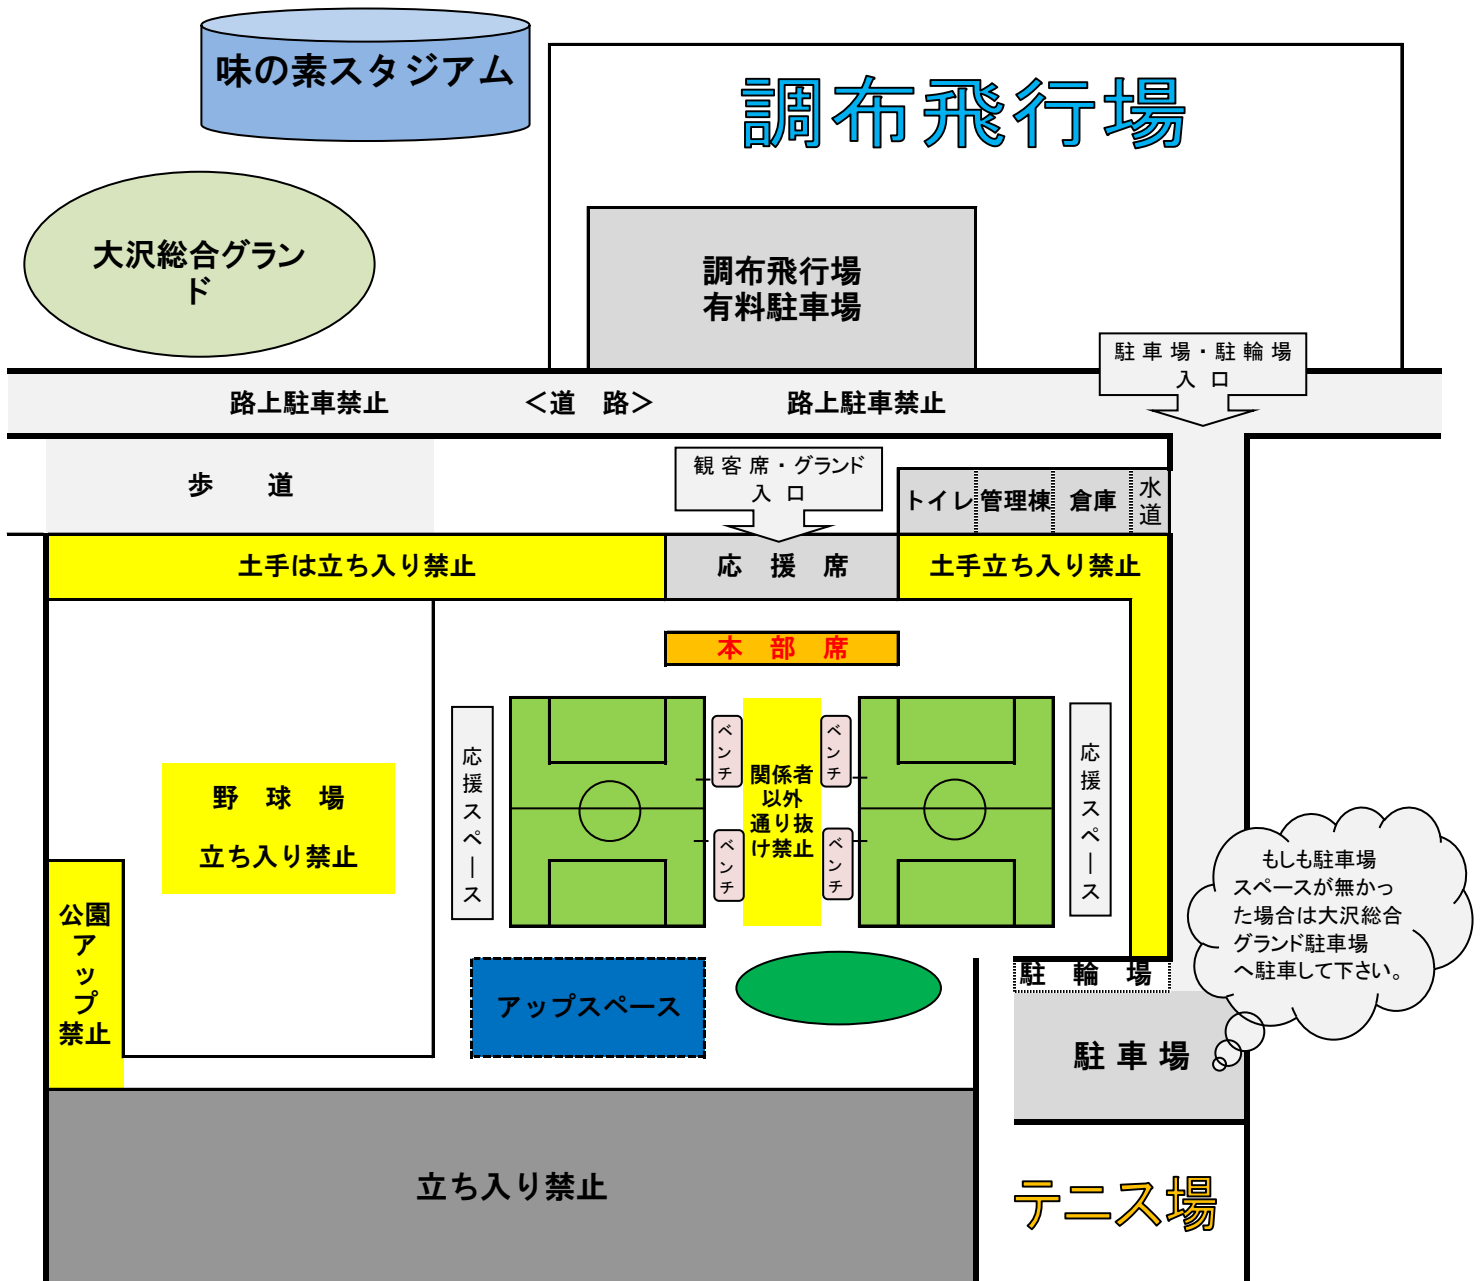 味の素スタジアム
調布飛行場
大沢総合グラン
ド
調布飛行場
有料駐車場
駐車場・駐輪場
入口
路上駐車禁止
＜道　路＞
路上駐車禁止
歩　道
観客席・グランド
入口
トイレ
管理棟
倉庫
水道
土手は立ち入り禁止
応　援　席
土手立ち入り禁止
本　部　席
応援スペース
ベンチ
ベンチ
関係者
以外
通り抜
け禁止
ベンチ
ベンチ
応援スペース
野　球　場
立ち入り禁止
もしも駐車場
スペースが無かっ
た場合は大沢総合
グランド駐車場
へ駐車して下さい。
公園
ア
ッ
プ
禁止
アップスペース
駐　輪　場
駐車場
立ち入り禁止
テニス場